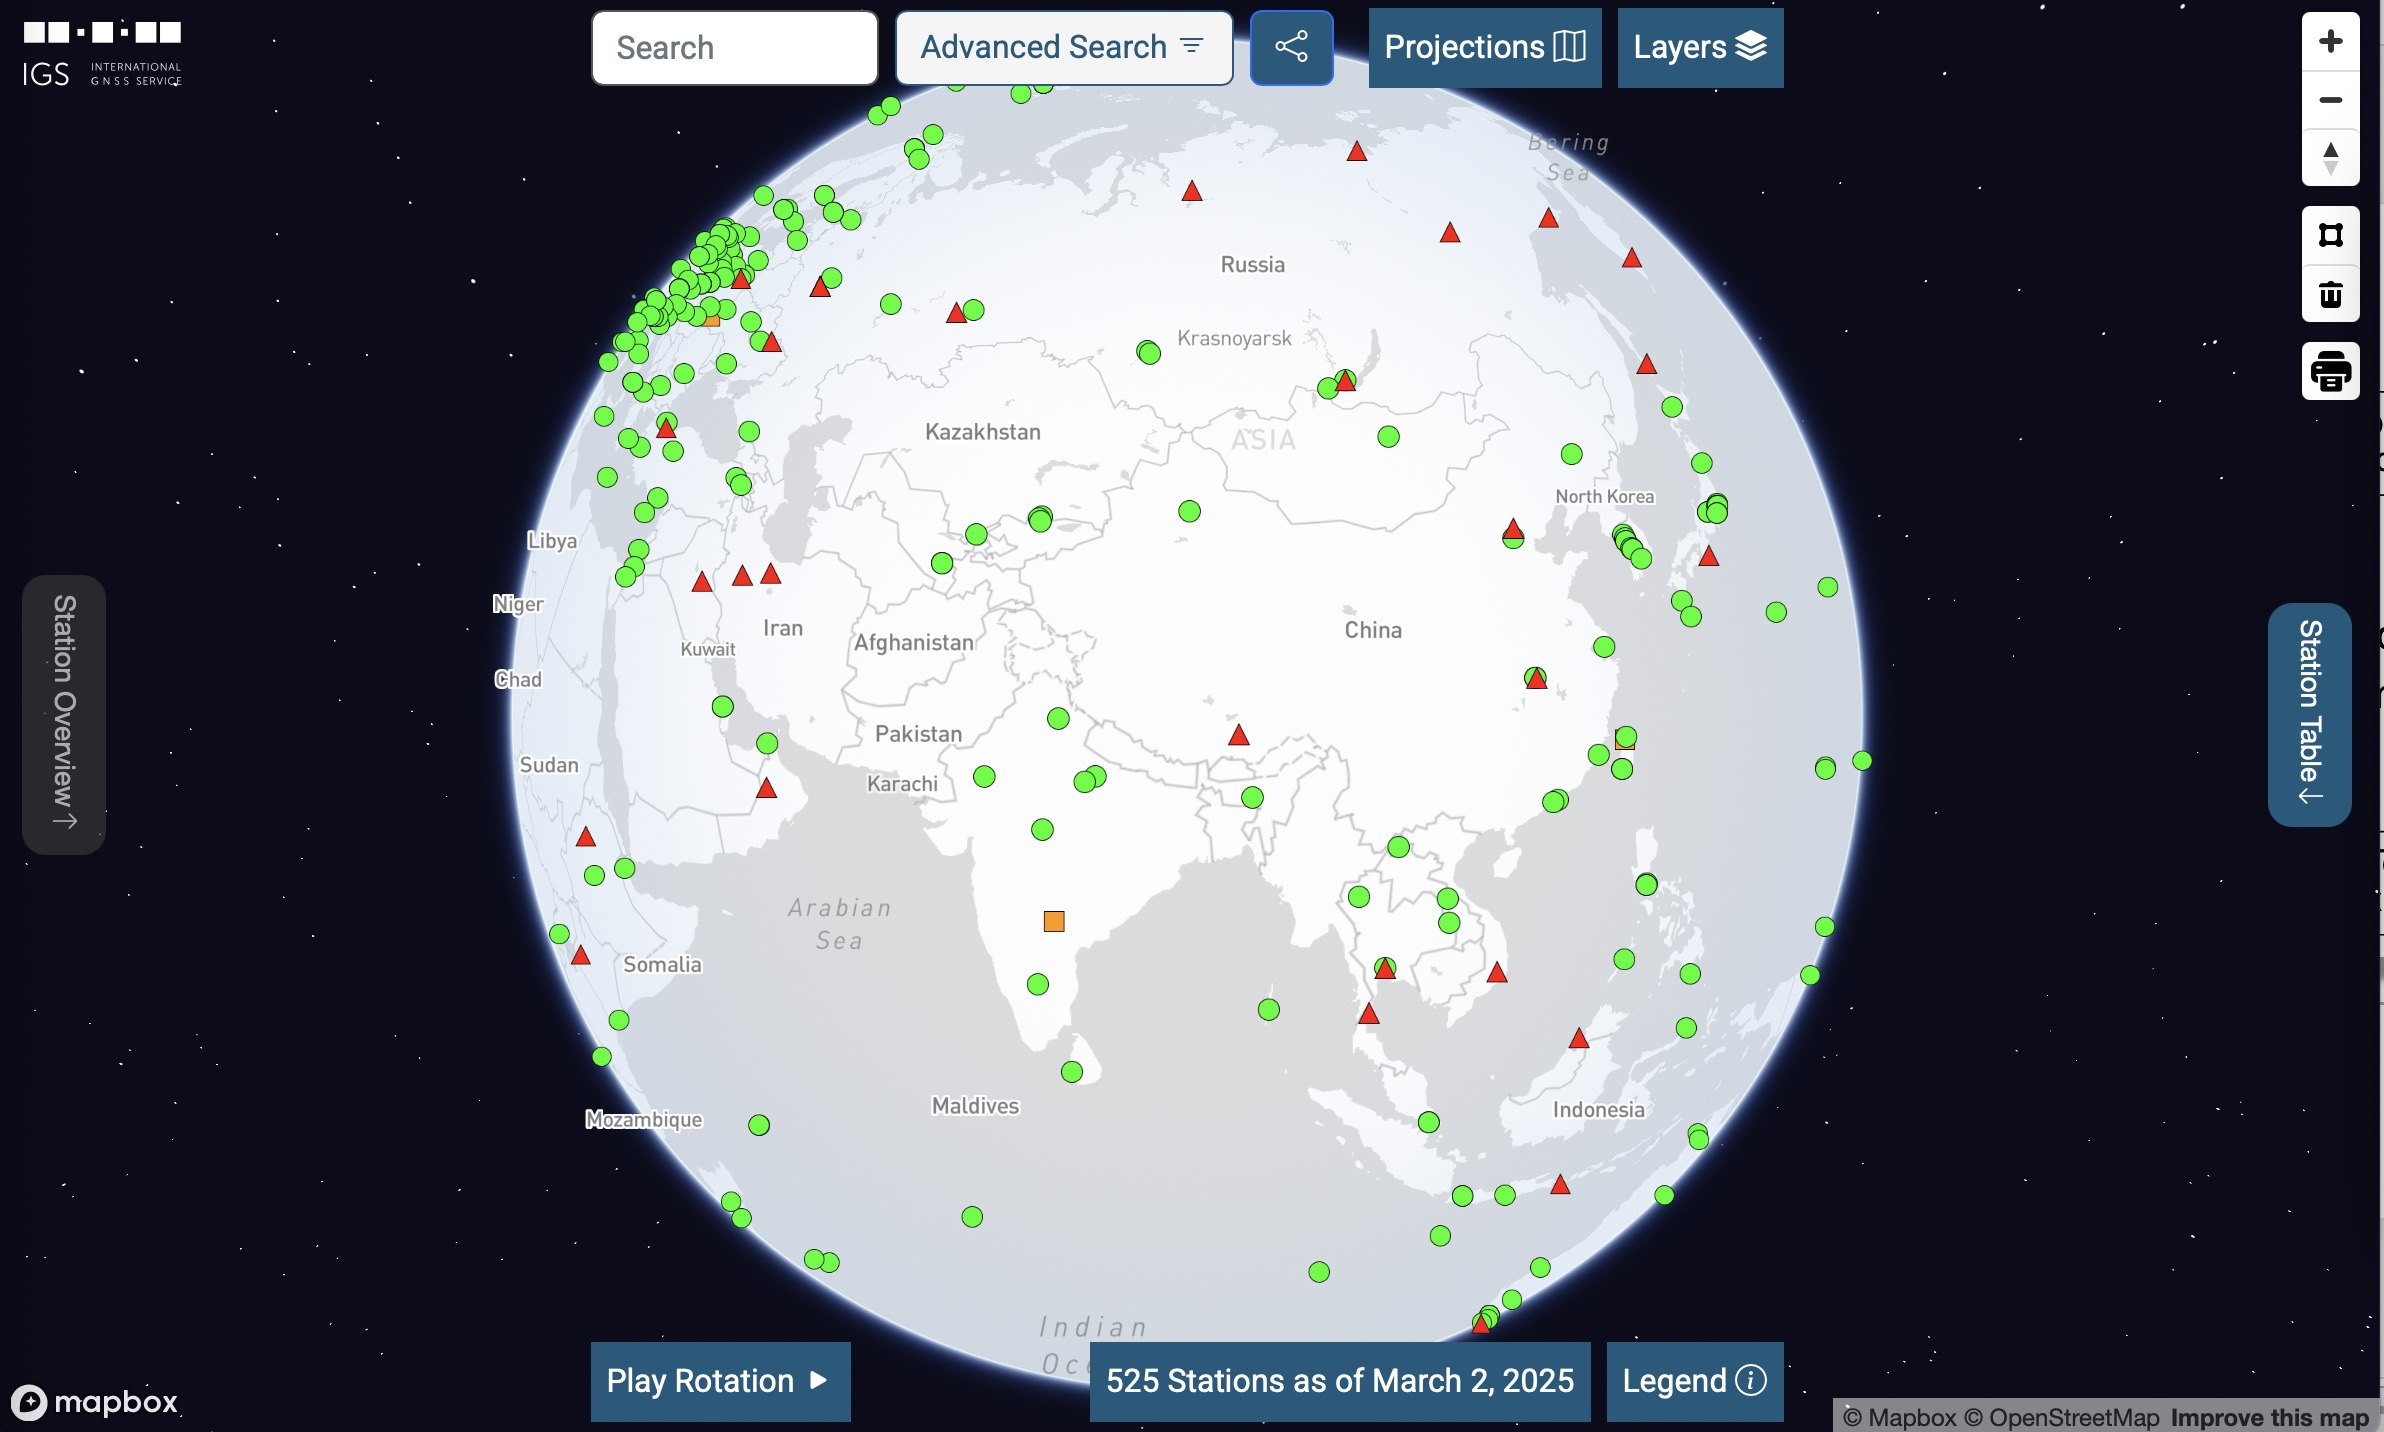 IGS INTERNATIONAL
GNSS SERVICE
Search
Advanced Search
Projections
Layers
Bering
Sea
Russia
Krasnoyarsk
Kazakhstan
ASIA
North Korea
Libya
Niger
Iran
Kuwait
Afghanistan
China
Chad
Pakistan
Karachi
Sudan
Station Overview
Station Table
Arabian
Sea
Somalia
Maldives
Mozambique
Indonesia
Indian
Play Rotation
525 Stations as of March 2, 2025
Legend
mapbox
© Mapbox © OpenStreetMap Improve this map